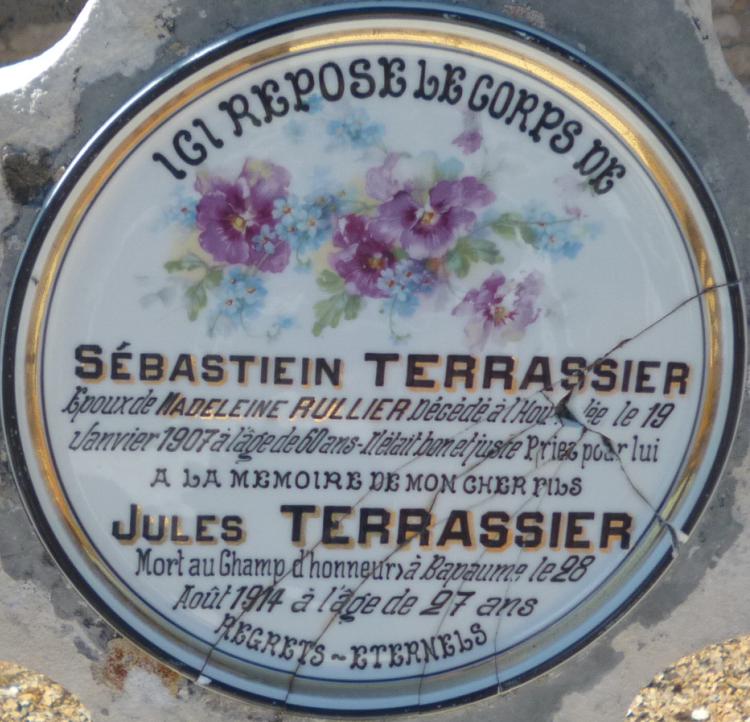 ICI REPOSE LE CORPS DE
SÉBASTIEIN TERRASSIER
Epoux de MADELEINE RULLIER Décédé à le 19
Janvier 1907 à l'âge de 60 ans - Il était bon et juste Priez pour lui
A LA MEMOIRE DE MON CHER FILS
JULES TERRASSIER
Mort au Champ d'honneur à Bapaume le 28
Août 1914 à l'âge de 27 ans
REGRETS ~ ETERNELS